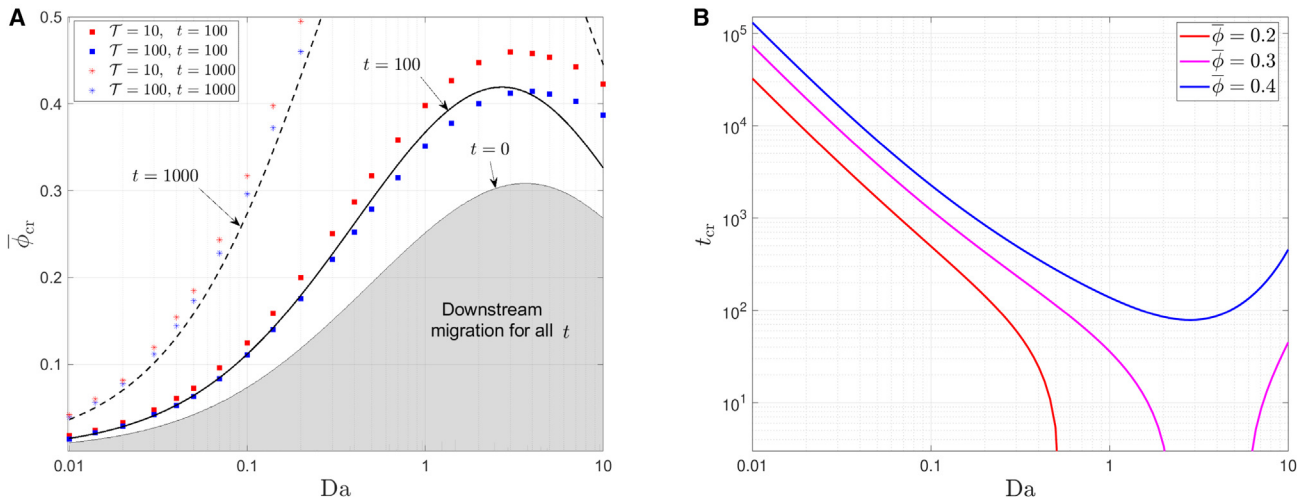 A
0.5
0.4
0.3
0.2
0.1
ϕ̅cr
𝒯 = 10, t = 100
𝒯 = 100, t = 100
𝒯 = 10, t = 1000
𝒯 = 100, t = 1000
t = 100
t = 0
t = 1000
Downstream
migration for all t
0.01
0.1
1
10
Da
B
10⁵
10⁴
10³
10²
10¹
tcr
ϕ̅ = 0.2
ϕ̅ = 0.3
ϕ̅ = 0.4
0.01
0.1
1
10
Da